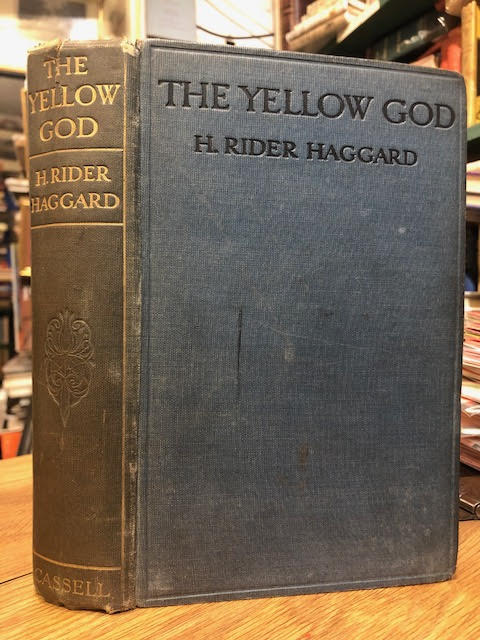 THE
YELLOW
GOD
H. RIDER
HAGGARD
CASSELL
THE YELLOW GOD
H. RIDER HAGGARD